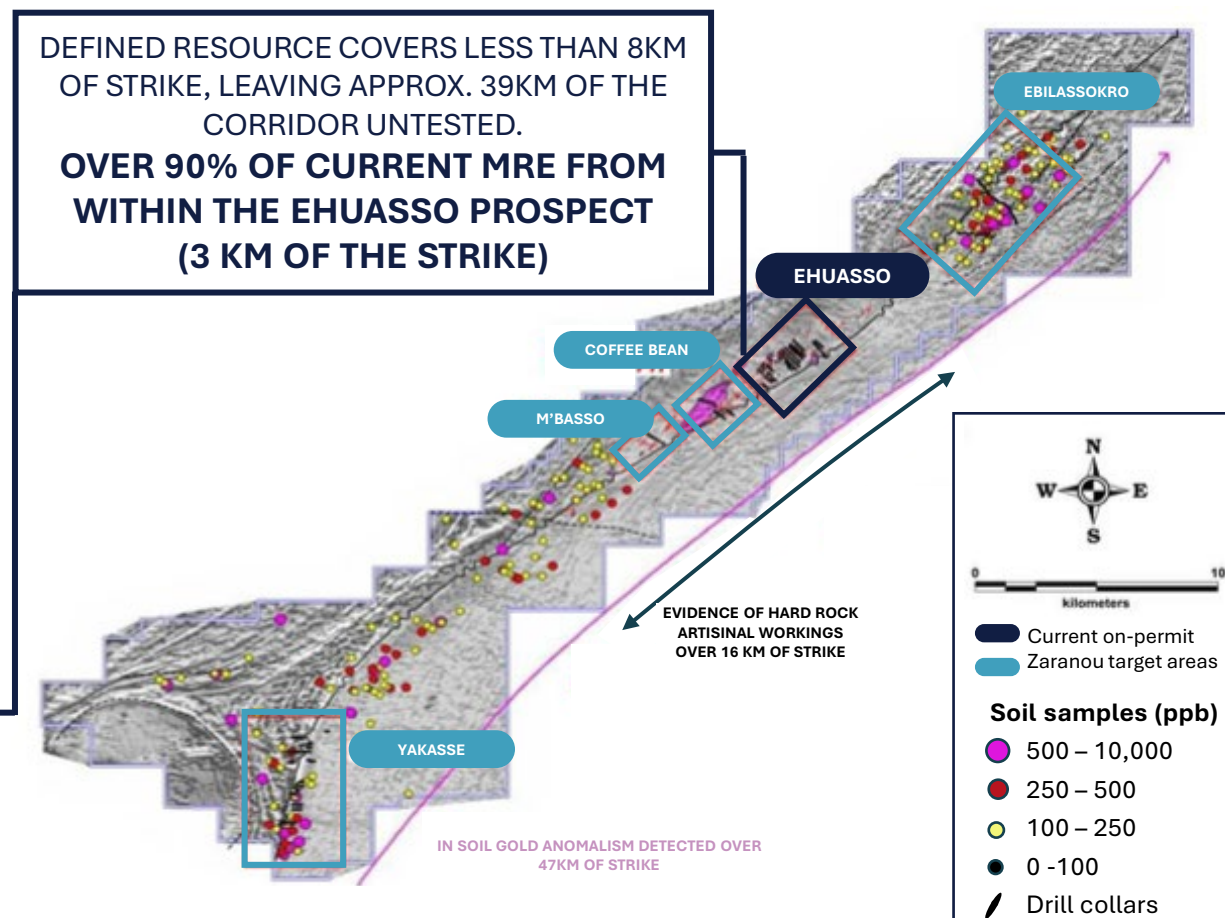 DEFINED RESOURCE COVERS LESS THAN 8KM
OF STRIKE, LEAVING APPROX. 39KM OF THE
CORRIDOR UNTESTED.
OVER 90% OF CURRENT MRE FROM
WITHIN THE EHUASSO PROSPECT
(3 KM OF THE STRIKE)
EBILASSOKRO
EHUASSO
COFFEE BEAN
M'BASSO
EVIDENCE OF HARD ROCK
ARTISINAL WORKINGS
OVER 16 KM OF STRIKE
YAKASSE
IN SOIL GOLD ANOMALISM DETECTED OVER
47KM OF STRIKE
N
W E
S
0 10
kilometers
Current on-permit
Zaranou target areas
Soil samples (ppb)
500 – 10,000
250 – 500
100 – 250
0 -100
Drill collars